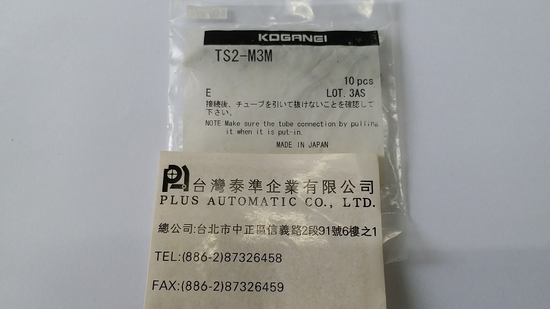 KOGANEI
TS2-M3M
10 pcs
E
LOT. 3AS
接続後、チューブを引いて抜けないことを確認して
下さい。
NOTE:Make sure the tube connection by pulling
it when it is put-in.
MADE IN JAPAN
台灣泰準企業有限公司
PLUS AUTOMATIC CO., LTD.
總公司:台北市中正區信義路2段91號6樓之1
TEL:(886-2)87326458
FAX:(886-2)87326459